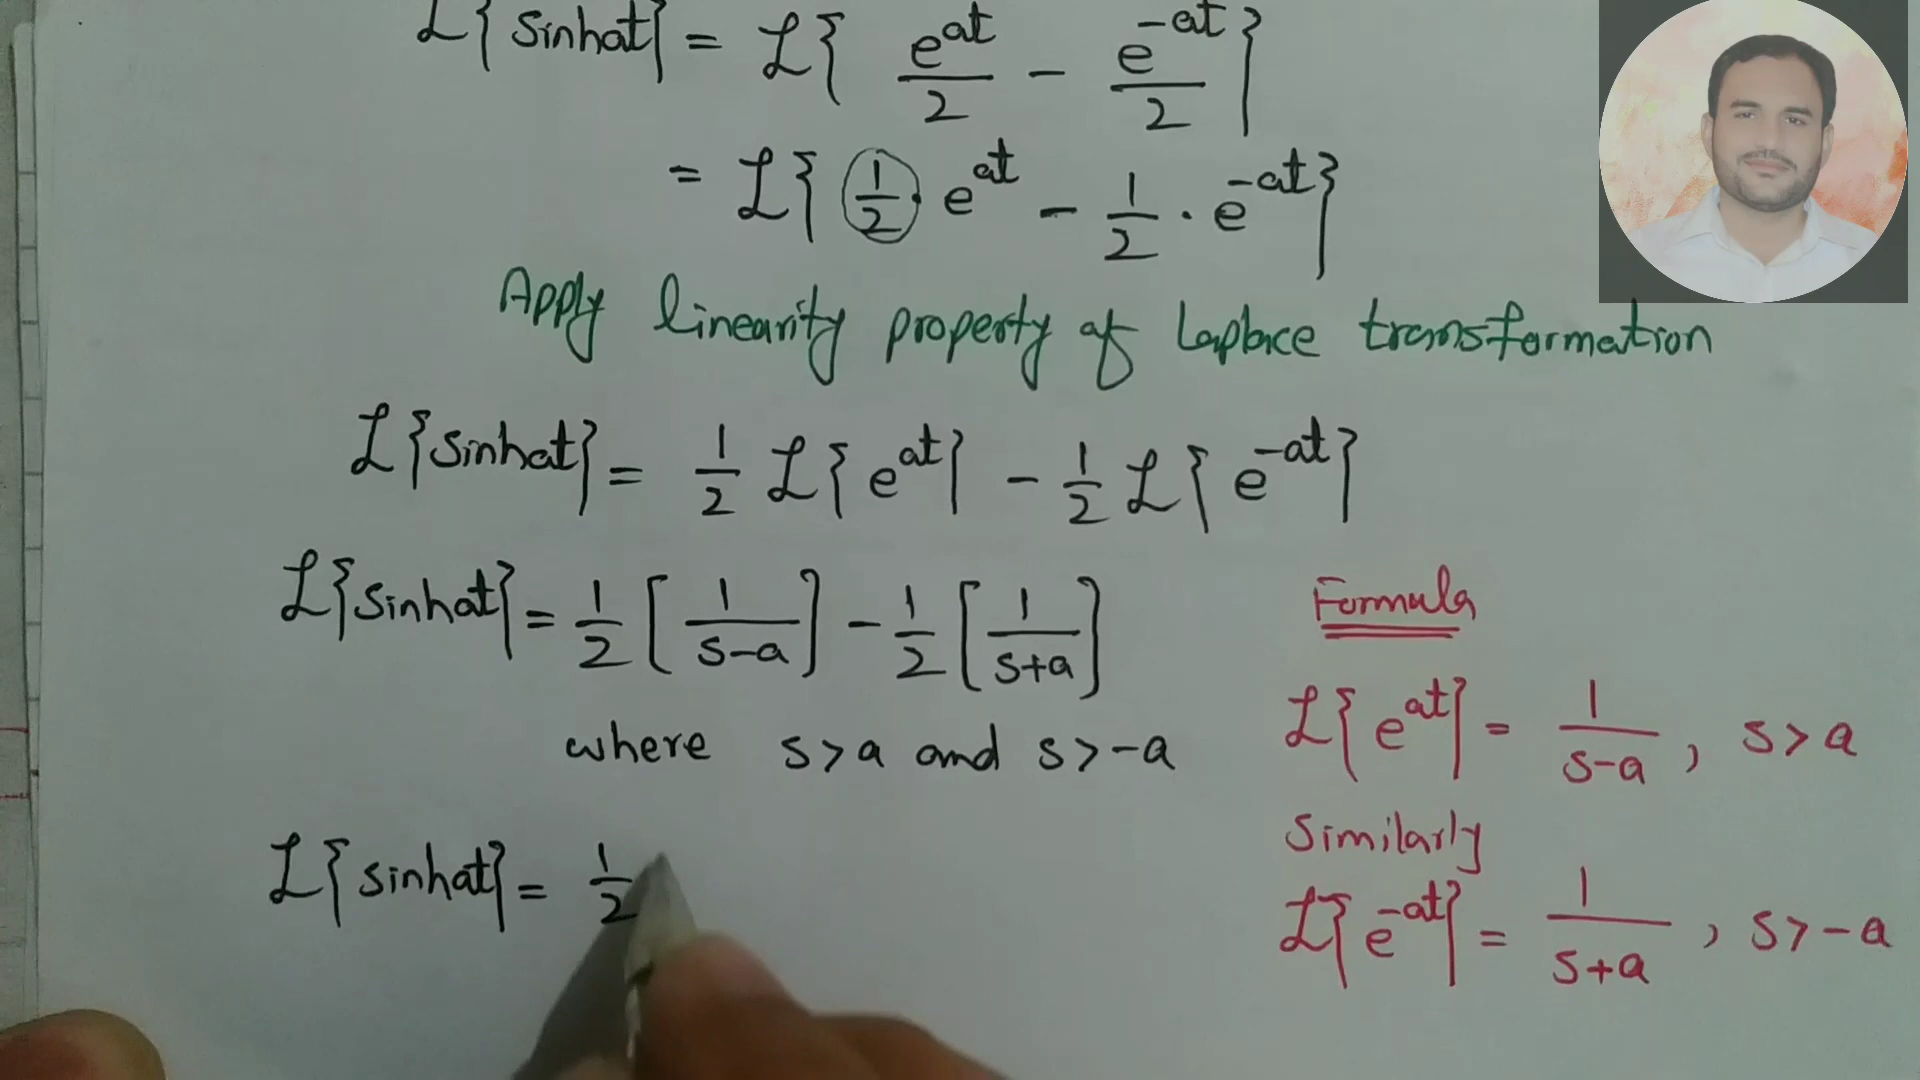 ℒ{sinhat} = ℒ{ e^{at}/2 − e^{-at}/2 }
= ℒ{ 1/2 · e^{at} − 1/2 · e^{-at} }
Apply linearity property of Laplace transformation
ℒ{sinhat} = 1/2 ℒ{e^{at}} − 1/2 ℒ{e^{-at}}
ℒ{sinhat} = 1/2 [ 1/(s-a) ] − 1/2 [ 1/(s+a) ]
where s>a and s>-a
ℒ{sinhat} = 1/2
Formula
ℒ{e^{at}} = 1/(s-a) , s>a
Similarly
ℒ{e^{-at}} = 1/(s+a) , s>-a